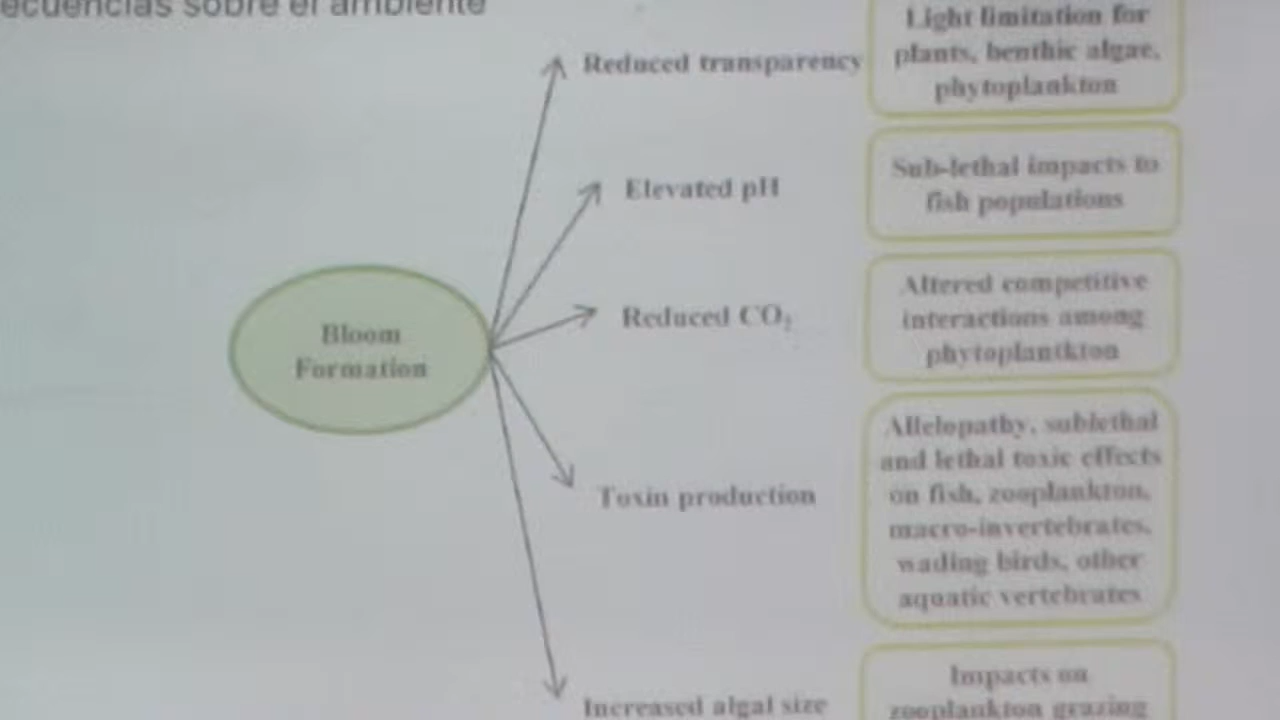 ecuencias sobre el ambiente
Light limitation for
plants, benthic algae,
phytoplankton
Reduced transparency
Sub-lethal impacts to
fish populations
Elevated pH
Altered competitive
interactions among
phytoplantkton
Reduced CO₂
Bloom
Formation
Allelopathy, sublethal
and lethal toxic effects
on fish, zooplankton,
macro-invertebrates,
wading birds, other
aquatic vertebrates
Toxin production
Impacts on
zooplankton grazing
Increased algal size